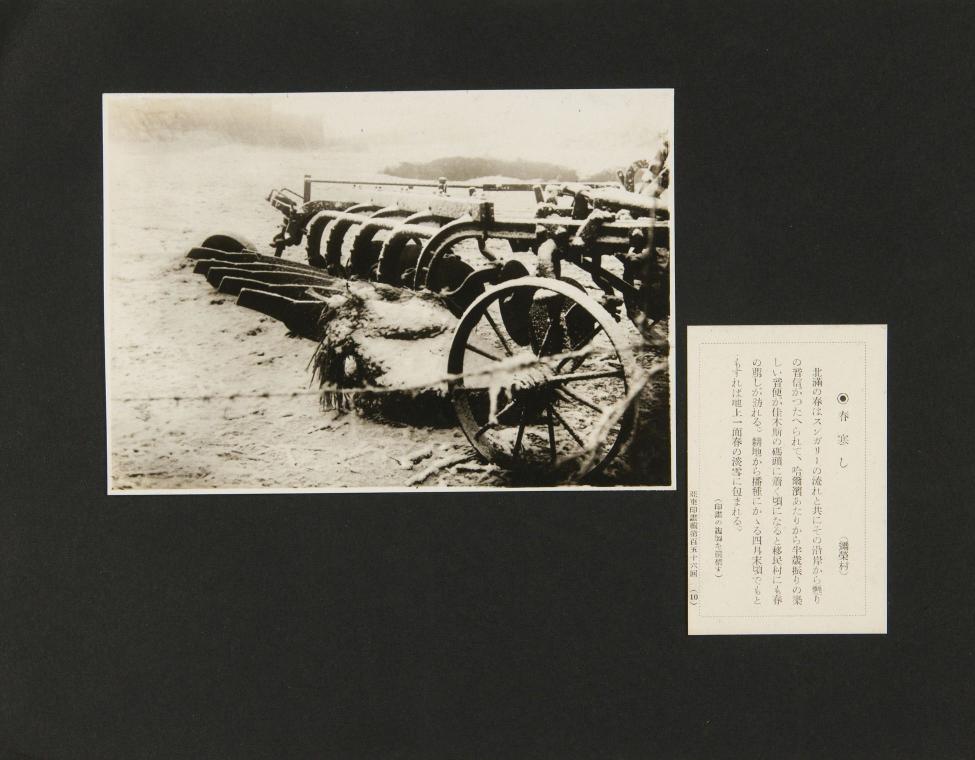 ◉春寒し　（彌榮村）
北滿の春はスンガリーの流れと共にその沿岸から甦り
の音信がつたへられて、哈爾濱あたりから半歳振りの樂
しい音便が佳木斯の碼頭に着く頃になると移民村にも春
の萌しが訪れる。耕地から播種にかゝる四月末頃でもと
もすれば地上一面春の淡雪に包まれる。
（印畫の複製を嚴禁す）
亞東印畫輯第百五十六回　（10）